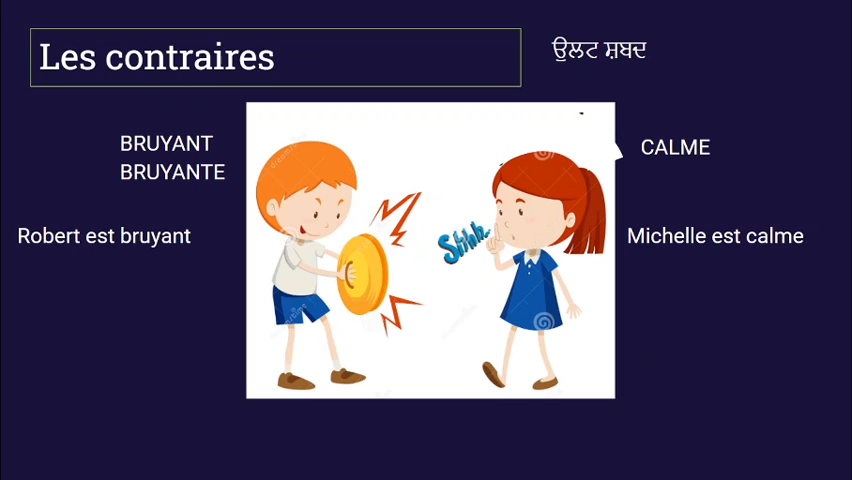 Les contraires
ਉਲਟ ਸ਼ਬਦ
BRUYANT
BRUYANTE
CALME
Robert est bruyant
Shhh
Michelle est calme